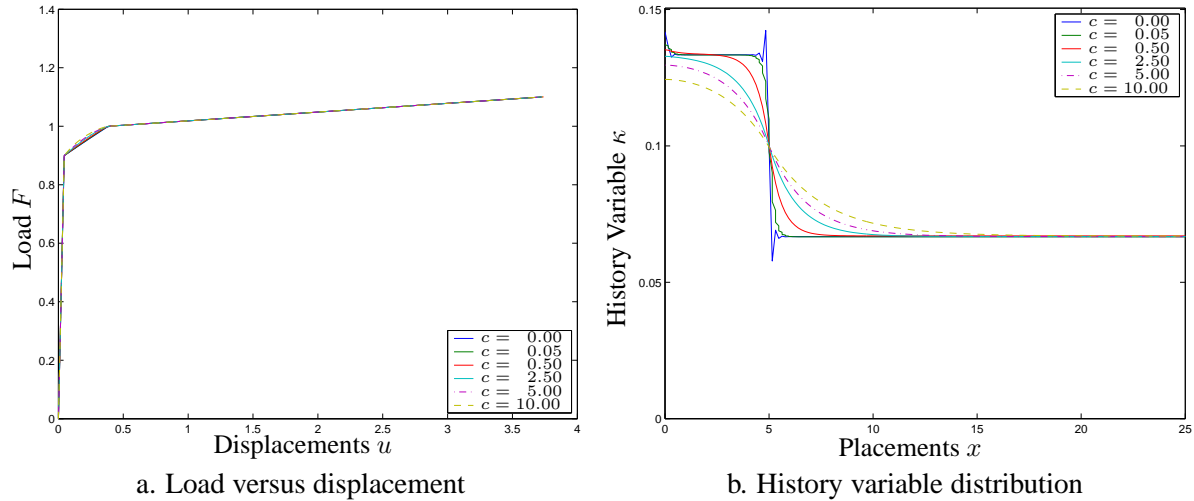 1.4
1.2
1
0.8
0.6
0.4
0.2
0
0 0.5 1 1.5 2 2.5 3 3.5 4
Load F
Displacements u
c = 0.00
c = 0.05
c = 0.50
c = 2.50
c = 5.00
c = 10.00
a. Load versus displacement
0.15
0.1
0.05
0
0 5 10 15 20 25
History Variable κ
Placements x
c = 0.00
c = 0.05
c = 0.50
c = 2.50
c = 5.00
c = 10.00
b. History variable distribution